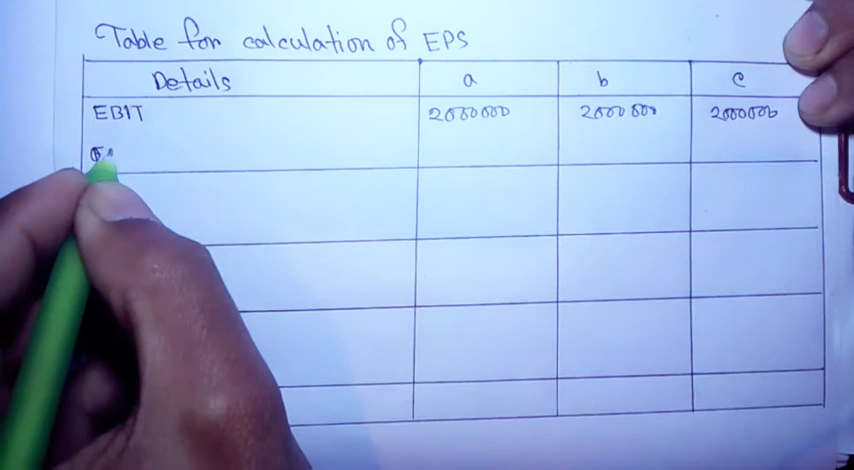 Table for calculation of EPS
Details a b c
EBIT 2000000 2000000 2000000